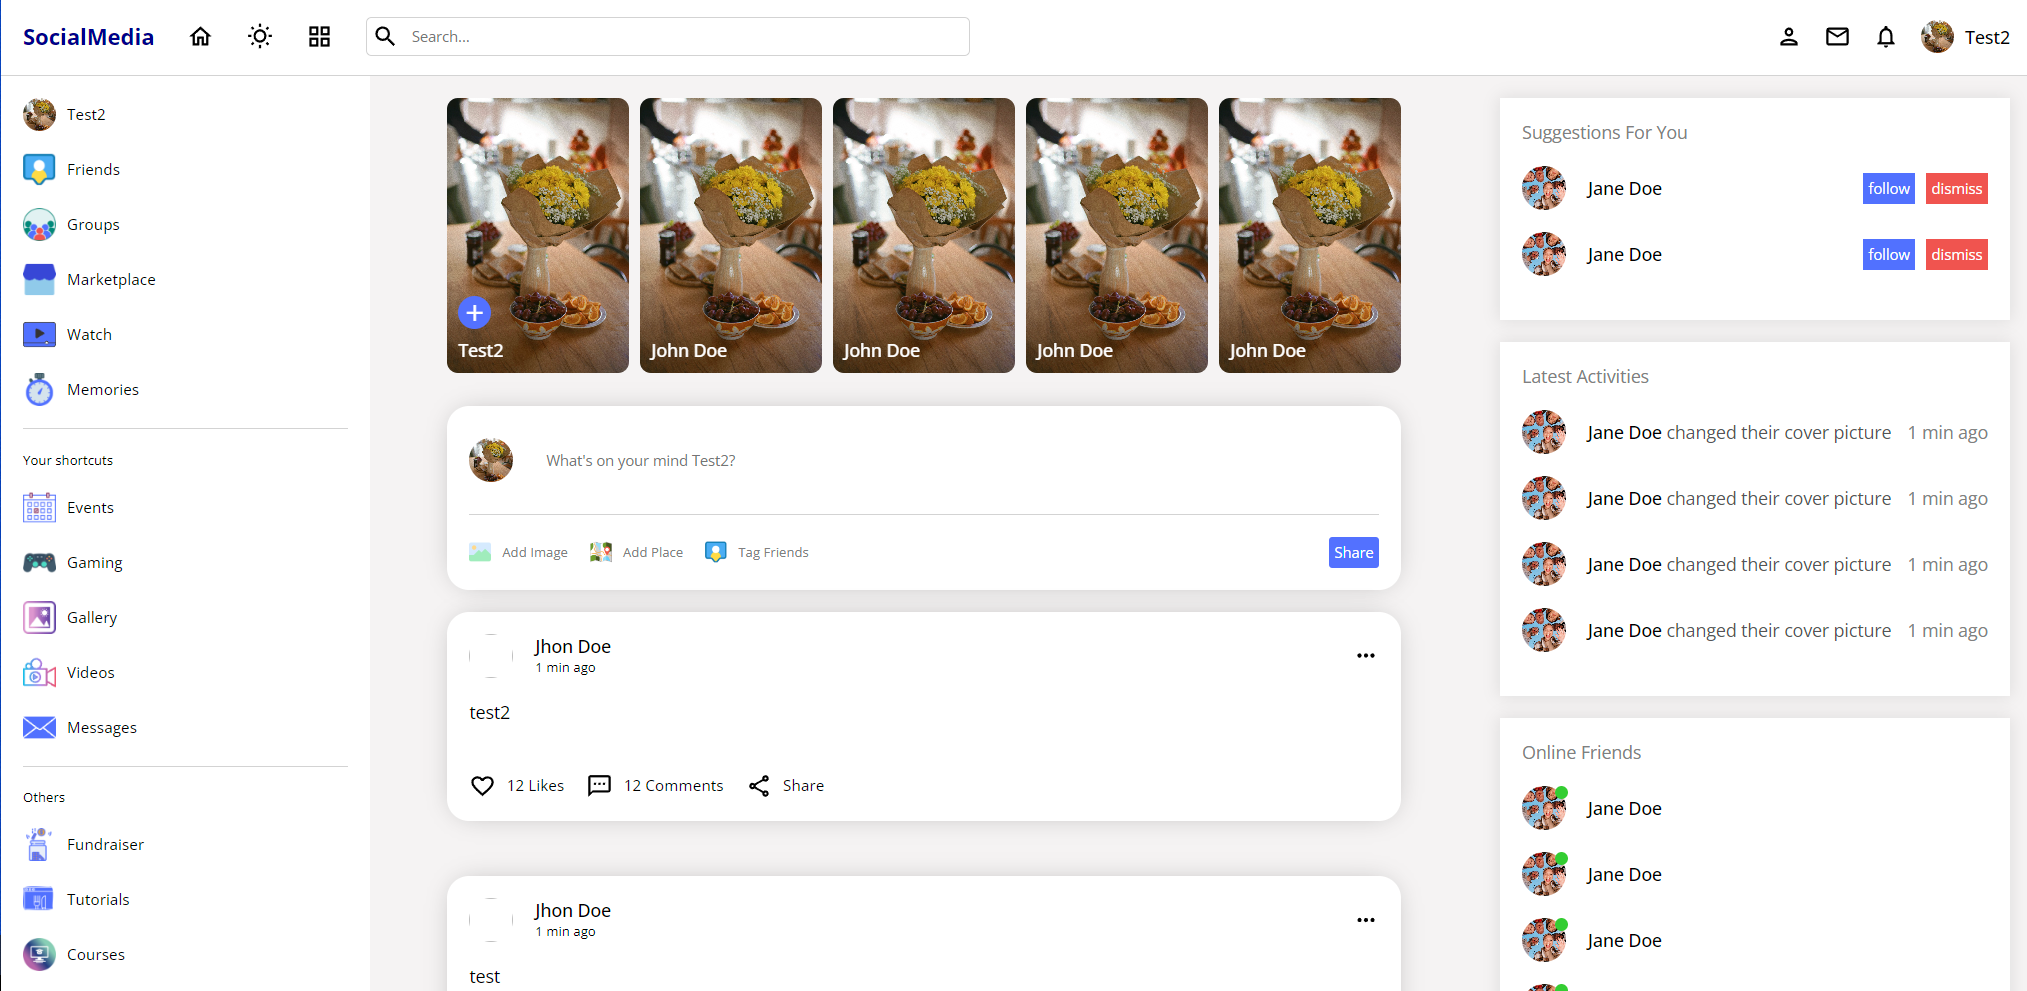 SocialMedia
Search...
Test2
Test2
Friends
Groups
Marketplace
Watch
Memories
Your shortcuts
Events
Gaming
Gallery
Videos
Messages
Others
Fundraiser
Tutorials
Courses
Test2
John Doe
John Doe
John Doe
John Doe
What's on your mind Test2?
Add Image
Add Place
Tag Friends
Share
Jhon Doe
1 min ago
test2
12 Likes
12 Comments
Share
Jhon Doe
1 min ago
test
Suggestions For You
Jane Doe
follow
dismiss
Jane Doe
follow
dismiss
Latest Activities
Jane Doe changed their cover picture 1 min ago
Jane Doe changed their cover picture 1 min ago
Jane Doe changed their cover picture 1 min ago
Jane Doe changed their cover picture 1 min ago
Online Friends
Jane Doe
Jane Doe
Jane Doe